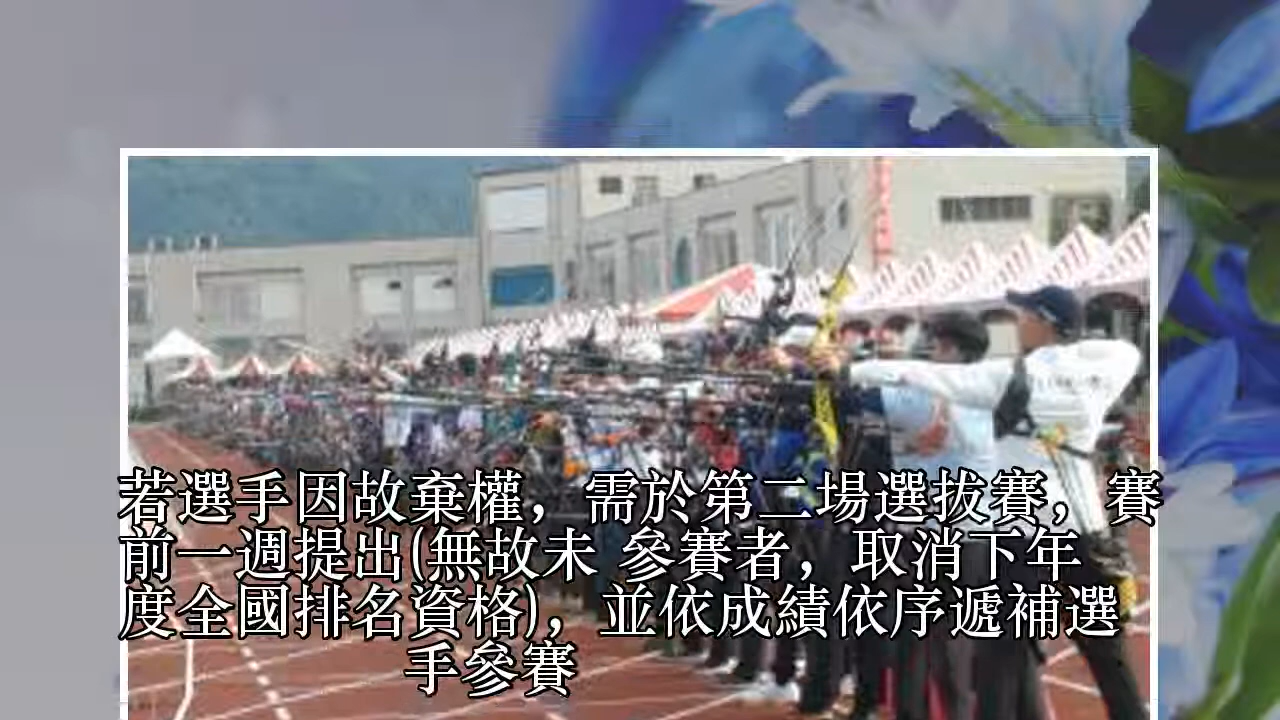 若選手因故棄權，需於第二場選拔賽，賽
前一週提出(無故未 參賽者，取消下年
度全國排名資格)，並依成績依序遞補選
手參賽